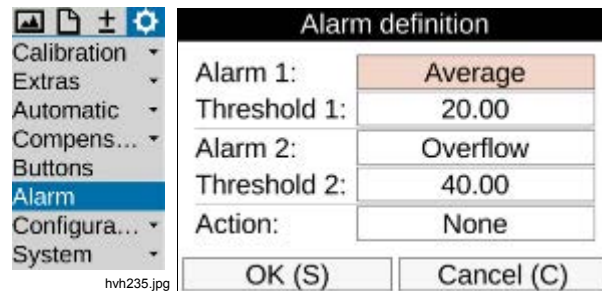 Calibration
Extras
Automatic
Compens...
Buttons
Alarm
Configura...
System
hvh235.jpg
Alarm definition
Alarm 1: Average
Threshold 1: 20.00
Alarm 2: Overflow
Threshold 2: 40.00
Action: None
OK (S) Cancel (C)